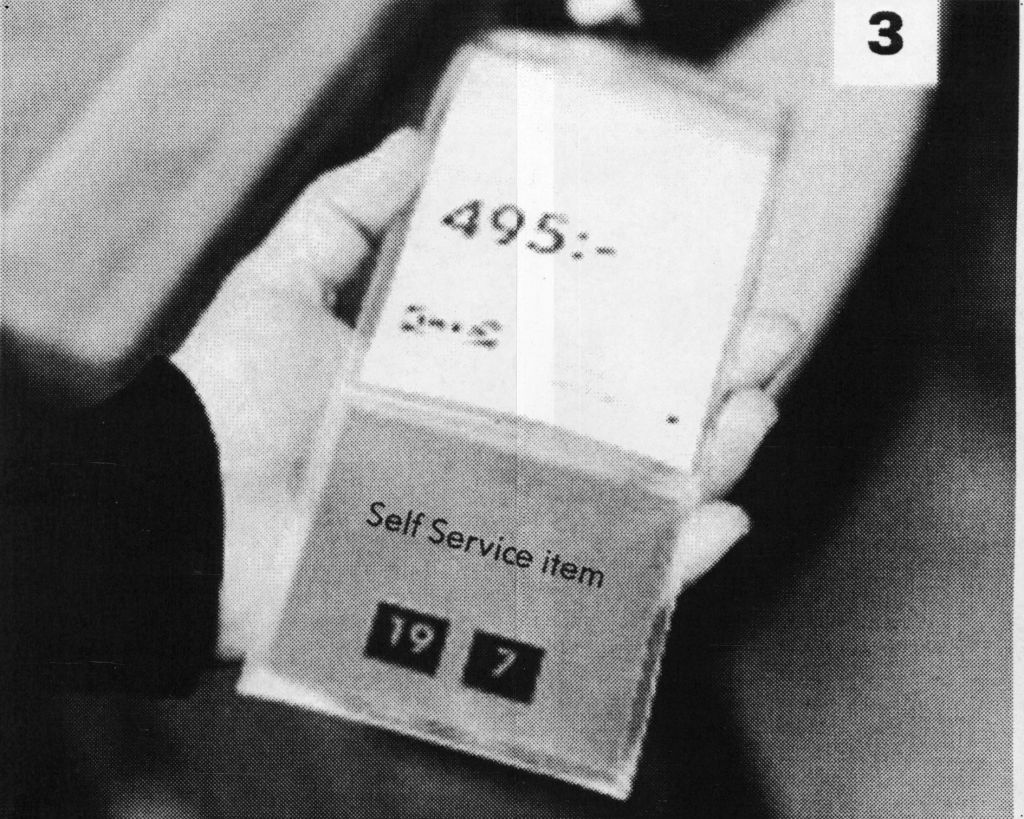 3
495:-
Self Service item
19 7